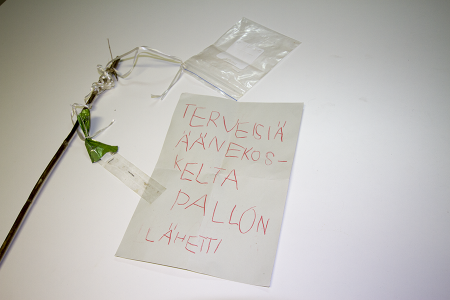 TERVEISIÄ
ÄÄNEKOS-
KELTA
PALLON
LÄHETTI